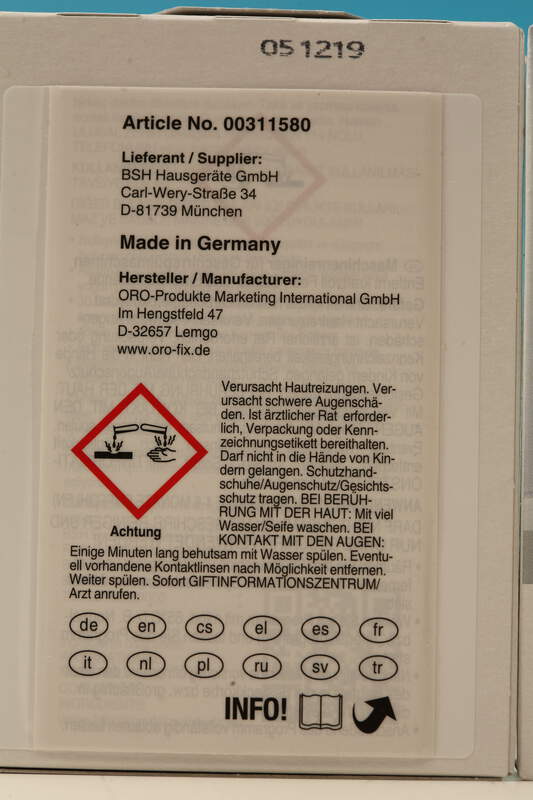 051219
Article No. 00311580
Lieferant / Supplier:
BSH Hausgeräte GmbH
Carl-Wery-Straße 34
D-81739 München
Made in Germany
Hersteller / Manufacturer:
ORO-Produkte Marketing International GmbH
Im Hengstfeld 47
D-32657 Lemgo
www.oro-fix.de
Verursacht Hautreizungen. Ver-
ursacht schwere Augenschä-
den. Ist ärztlicher Rat erforder-
lich, Verpackung oder Kenn-
zeichnungsetikett bereithalten.
Darf nicht in die Hände von Kin-
dern gelangen. Schutzhand-
schuhe/Augenschutz/Gesichts-
schutz tragen. BEI BERÜH-
RUNG MIT DER HAUT: Mit viel
Wasser/Seife waschen. BEI
KONTAKT MIT DEN AUGEN:
Achtung
Einige Minuten lang behutsam mit Wasser spülen. Eventu-
ell vorhandene Kontaktlinsen nach Möglichkeit entfernen.
Weiter spülen. Sofort GIFTINFORMATIONSZENTRUM/
Arzt anrufen.
de en cs el es fr
it nl pl ru sv tr
INFO!